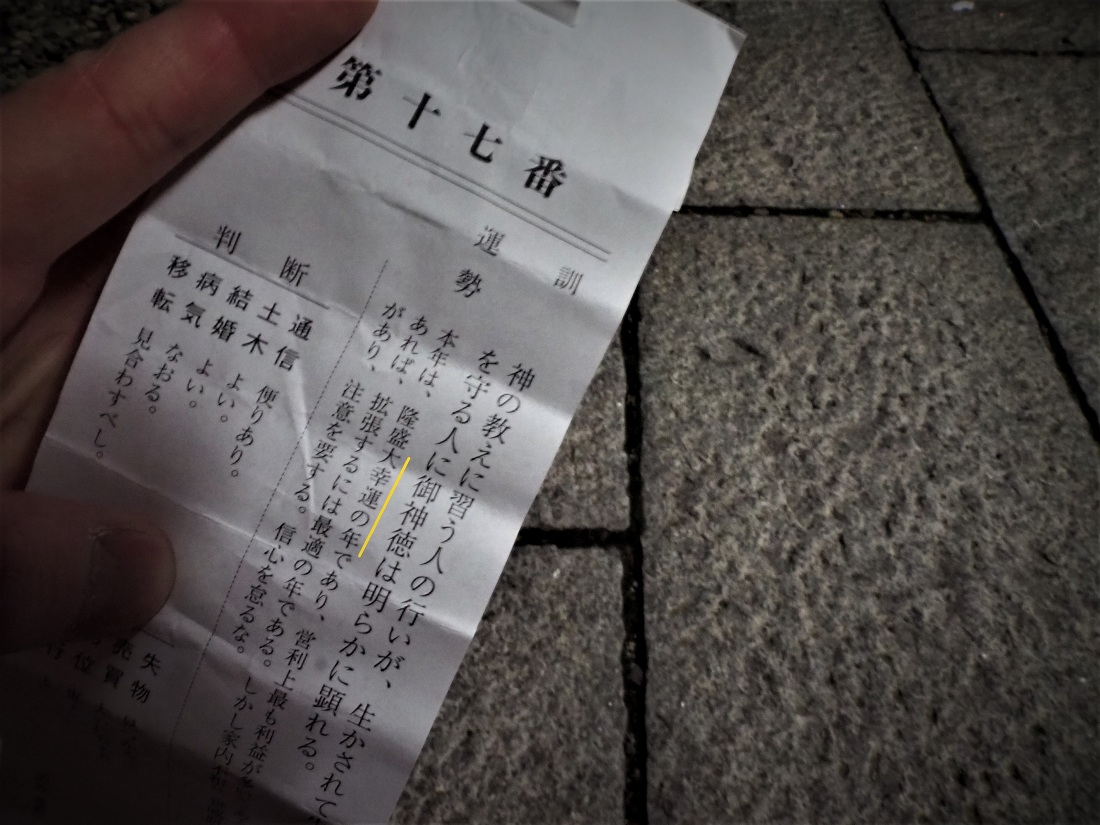 第十七番
訓
神の教えに習う人の行いが、生かされて
を守る人に御神徳は明らかに顕れる。
運勢
本年は、隆盛大幸運の年であり、営利上最も利益が
あれば、拡張するには最適の年である。しかし家内
があり、注意を要する。信心を怠るな。
判断
通信 便りあり。
土木 よい。
結婚 よい。
病気 なおる。
移転 見合わすべし。
失物
売買